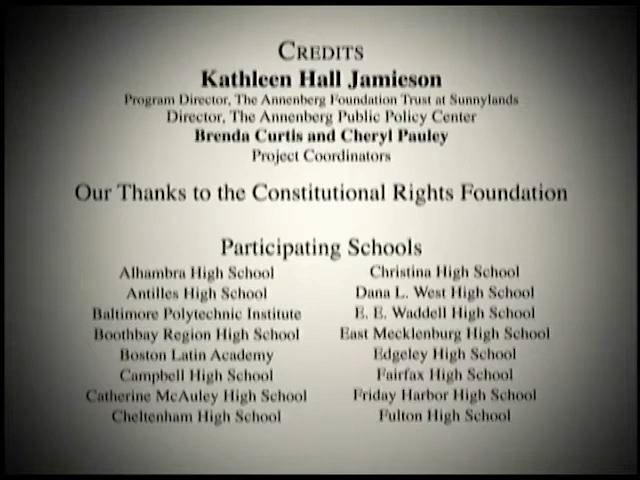 CREDITS
Kathleen Hall Jamieson
Program Director, The Annenberg Foundation Trust at Sunnylands
Director, The Annenberg Public Policy Center
Brenda Curtis and Cheryl Pauley
Project Coordinators
Our Thanks to the Constitutional Rights Foundation
Participating Schools
Alhambra High School
Antilles High School
Baltimore Polytechnic Institute
Boothbay Region High School
Boston Latin Academy
Campbell High School
Catherine McAuley High School
Cheltenham High School
Christina High School
Dana L. West High School
E. E. Waddell High School
East Mecklenburg High School
Edgeley High School
Fairfax High School
Friday Harbor High School
Fulton High School